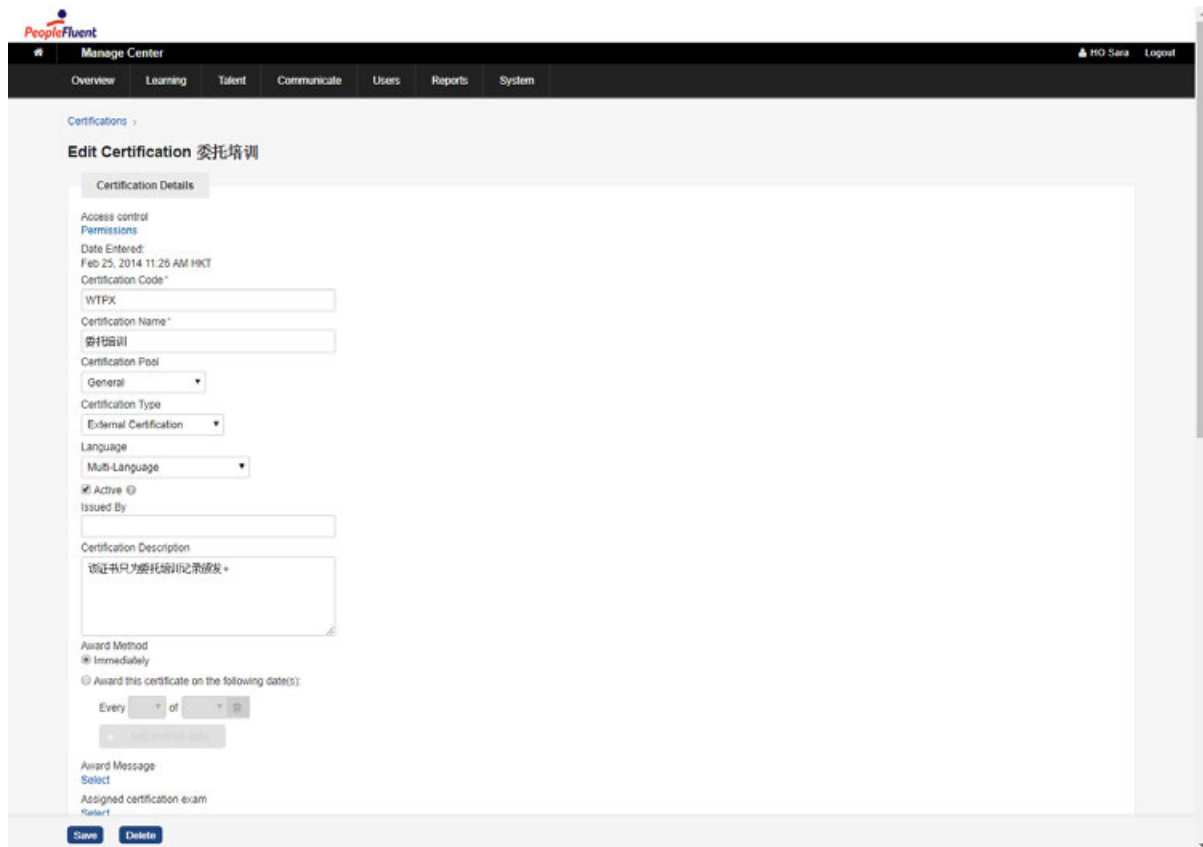 PeopleFluent
Manage Center
HO Sara Logout
Overview Learning Talent Communicate Users Reports System
Certifications ›
Edit Certification 委托培训
Certification Details
Access control
Permissions
Date Entered:
Feb 25, 2014 11:26 AM HKT
Certification Code*
WTPX
Certification Name*
委托培训
Certification Pool
General
Certification Type
External Certification
Language
Multi-Language
Active
Issued By
Certification Description
该证书只为委托培训记录颁发。
Award Method
Immediately
Award this certificate on the following date(s):
Every of
Award Message
Select
Assigned certification exam
Select
Save Delete